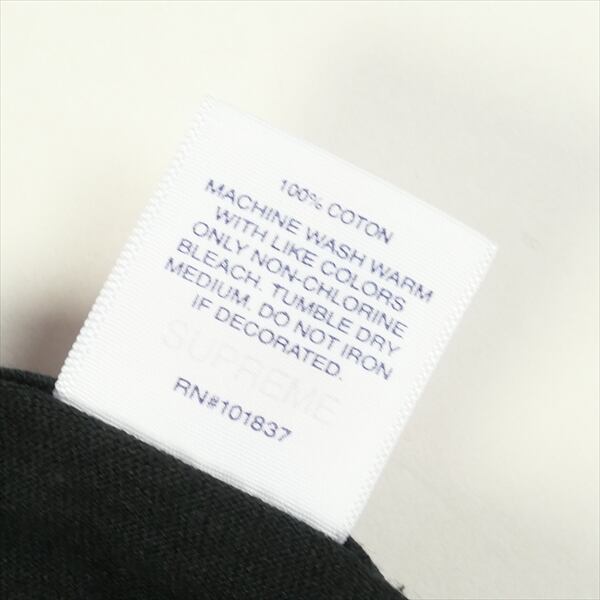 100% COTON
MACHINE WASH WARM
WITH LIKE COLORS
ONLY NON-CHLORINE
BLEACH. TUMBLE DRY
MEDIUM. DO NOT IRON
IF DECORATED.
SUPREME
RN#101837